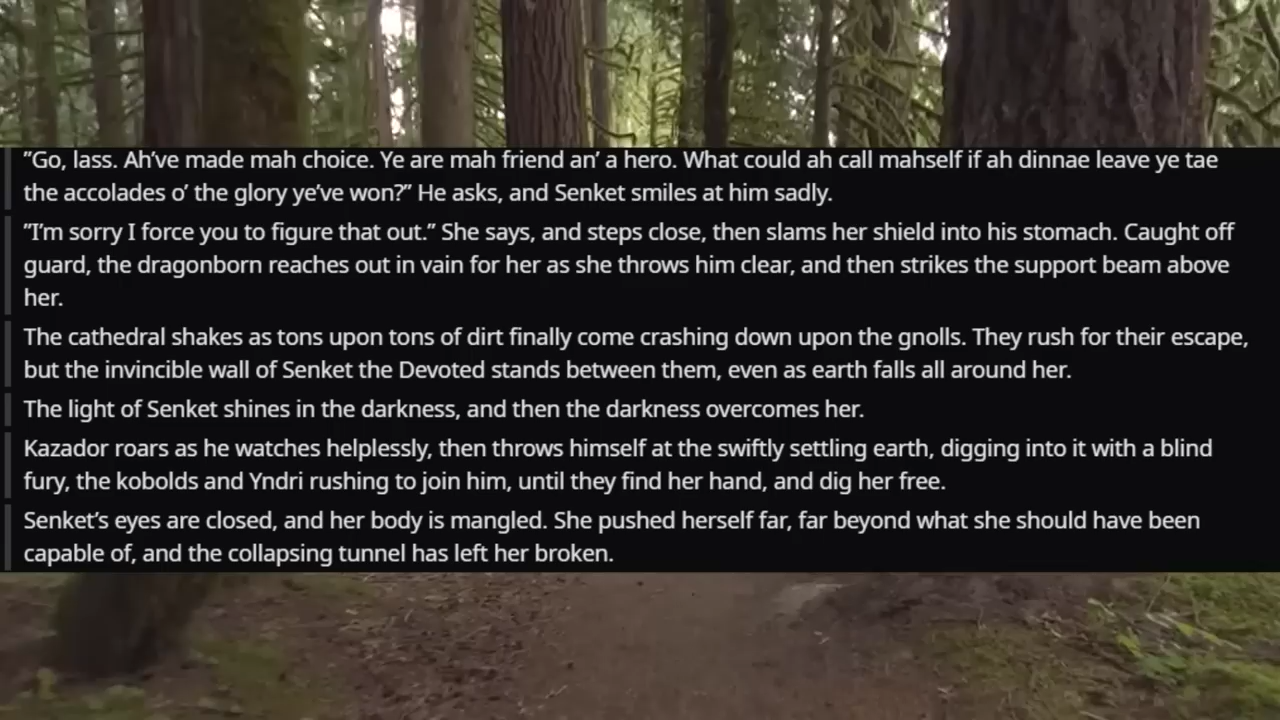 ”Go, lass. Ah’ve made mah choice. Ye are mah friend an’ a hero. What could ah call mahself if ah dinnae leave ye tae
the accolades o’ the glory ye’ve won?” He asks, and Senket smiles at him sadly.
”I’m sorry I force you to figure that out.” She says, and steps close, then slams her shield into his stomach. Caught off
guard, the dragonborn reaches out in vain for her as she throws him clear, and then strikes the support beam above
her.
The cathedral shakes as tons upon tons of dirt finally come crashing down upon the gnolls. They rush for their escape,
but the invincible wall of Senket the Devoted stands between them, even as earth falls all around her.
The light of Senket shines in the darkness, and then the darkness overcomes her.
Kazador roars as he watches helplessly, then throws himself at the swiftly settling earth, digging into it with a blind
fury, the kobolds and Yndri rushing to join him, until they find her hand, and dig her free.
Senket’s eyes are closed, and her body is mangled. She pushed herself far, far beyond what she should have been
capable of, and the collapsing tunnel has left her broken.